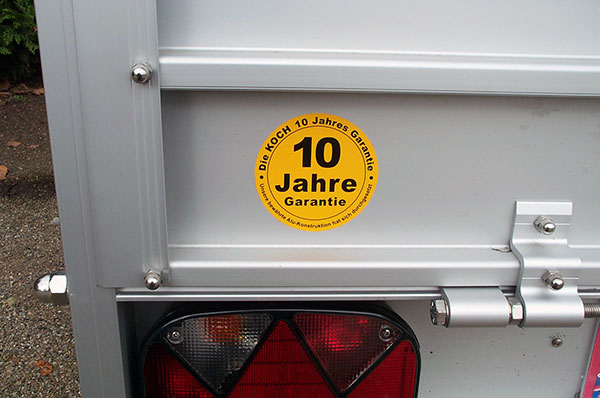 Die KOCH 10 Jahres Garantie
10
Jahre
Garantie
• Unsere bewährte Alu-Konstruktion hat sich durchgesetzt •